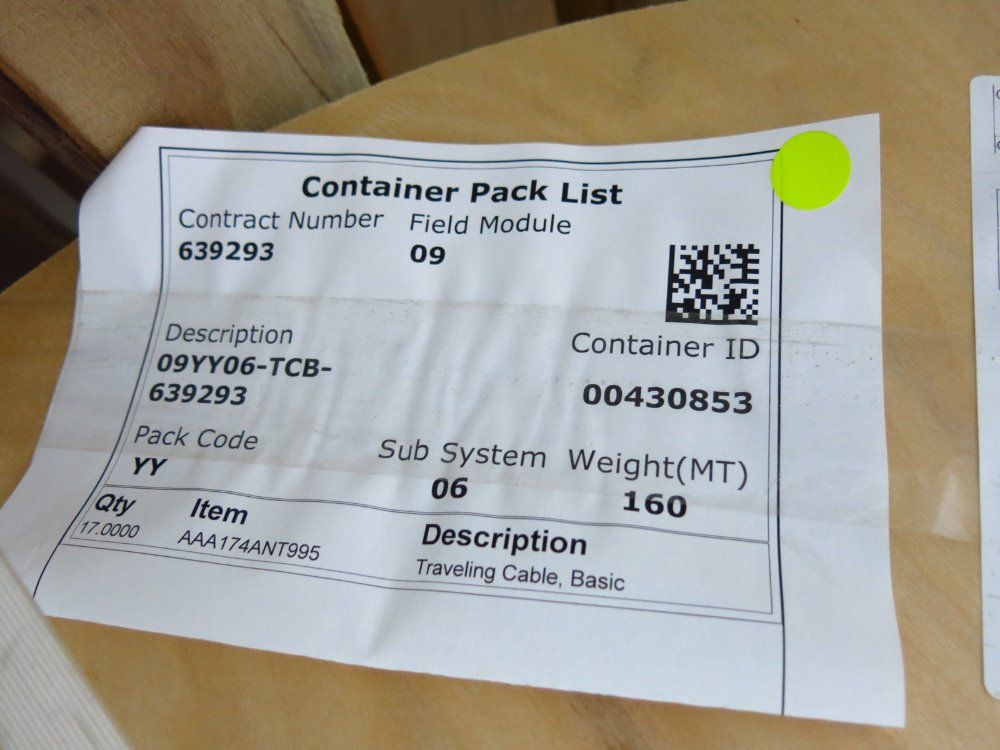 Container Pack List
Contract Number Field Module
639293 09
Description
09YY06-TCB-
639293
Container ID
00430853
Pack Code Sub System Weight(MT)
YY 06 160
Qty Item Description
17.0000 AAA174ANT995 Traveling Cable, Basic